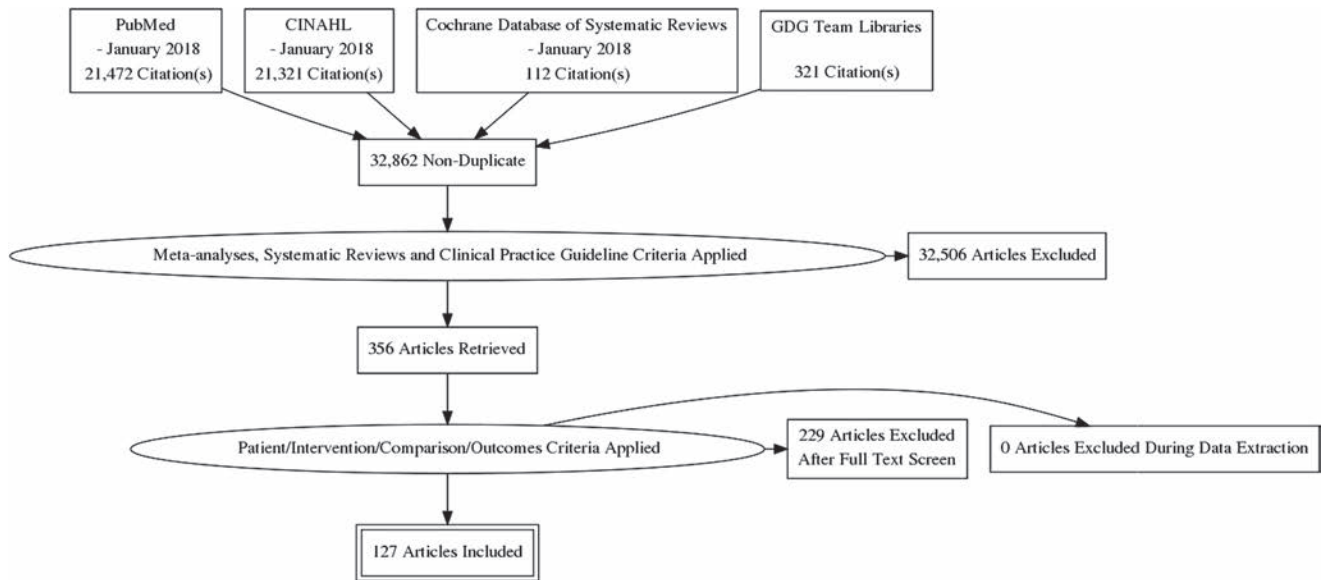 PubMed
- January 2018
21,472 Citation(s)
CINAHL
- January 2018
21,321 Citation(s)
Cochrane Database of Systematic Reviews
- January 2018
112 Citation(s)
GDG Team Libraries
321 Citation(s)
32,862 Non-Duplicate
Meta-analyses, Systematic Reviews and Clinical Practice Guideline Criteria Applied
32,506 Articles Excluded
356 Articles Retrieved
Patient/Intervention/Comparison/Outcomes Criteria Applied
229 Articles Excluded
After Full Text Screen
0 Articles Excluded During Data Extraction
127 Articles Included